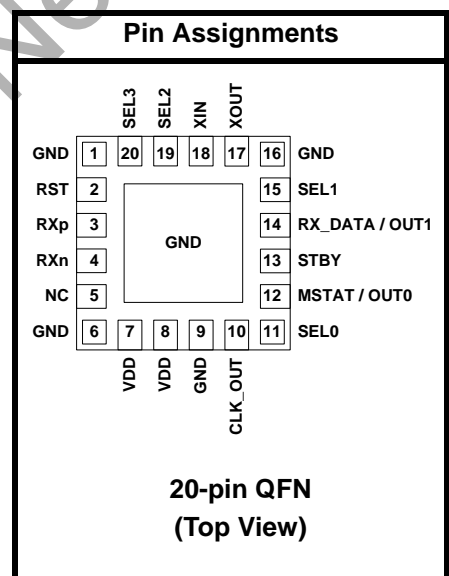 Pin Assignments
SEL3 SEL2 XIN XOUT
GND 1 20 19 18 17 16 GND
RST 2 15 SEL1
RXp 3 14 RX_DATA / OUT1
GND
RXn 4 13 STBY
NC 5 12 MSTAT / OUT0
GND 6 7 8 9 10 11 SEL0
VDD VDD GND CLK_OUT
20-pin QFN
(Top View)